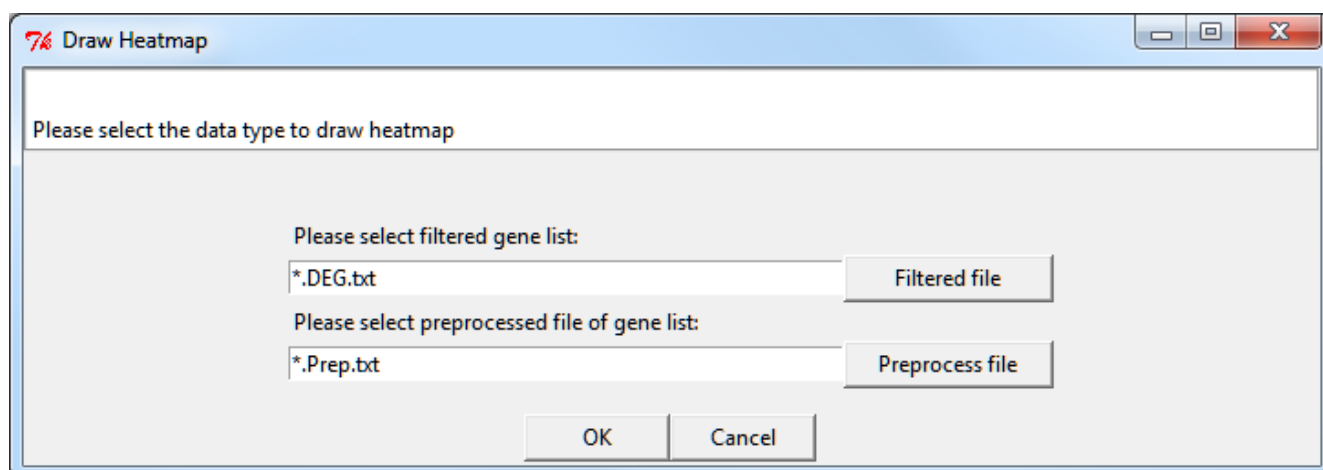 Draw Heatmap
Please select the data type to draw heatmap
Please select filtered gene list:
*.DEG.txt
Filtered file
Please select preprocessed file of gene list:
*.Prep.txt
Preprocess file
OK
Cancel